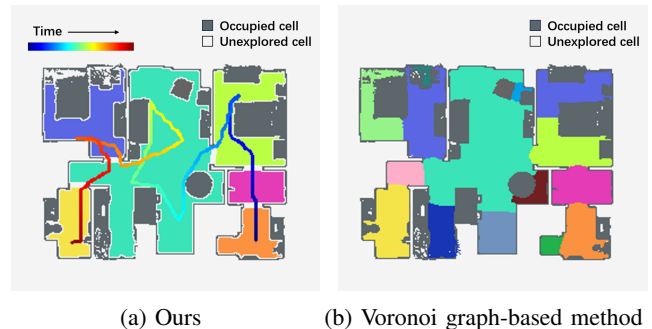 Time
Occupied cell
Unexplored cell
Occupied cell
Unexplored cell
(a) Ours
(b) Voronoi graph-based method